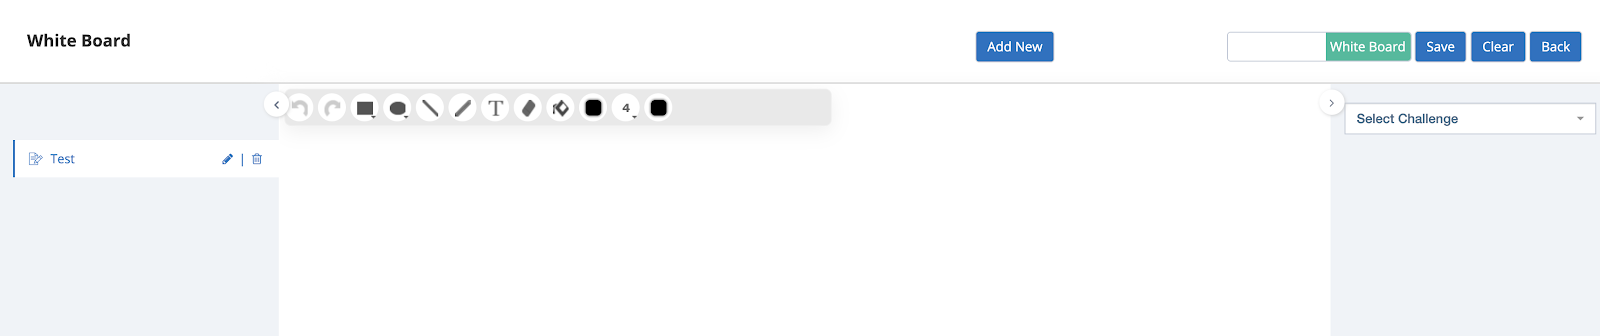 White Board
Add New
White Board
Save
Clear
Back
T
4
Select Challenge
Test
|